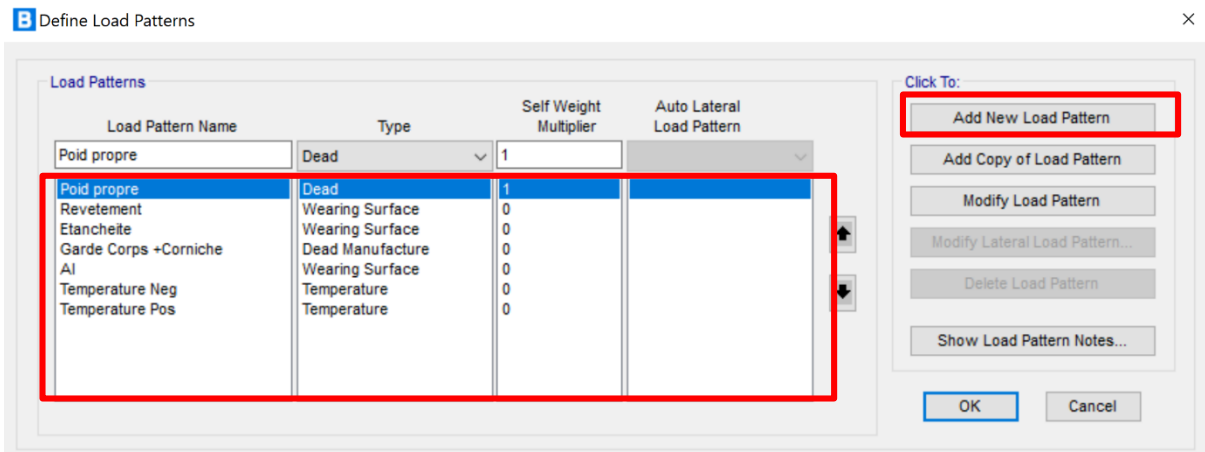 B Define Load Patterns
Load Patterns
Click To:
Load Pattern Name Type Self Weight Multiplier Auto Lateral Load Pattern
Poid propre Dead 1
Poid propre Dead 1
Revetement Wearing Surface 0
Etancheite Wearing Surface 0
Garde Corps +Corniche Dead Manufacture 0
Al Wearing Surface 0
Temperature Neg Temperature 0
Temperature Pos Temperature 0
Add New Load Pattern
Add Copy of Load Pattern
Modify Load Pattern
Modify Lateral Load Pattern...
Delete Load Pattern
Show Load Pattern Notes...
OK Cancel